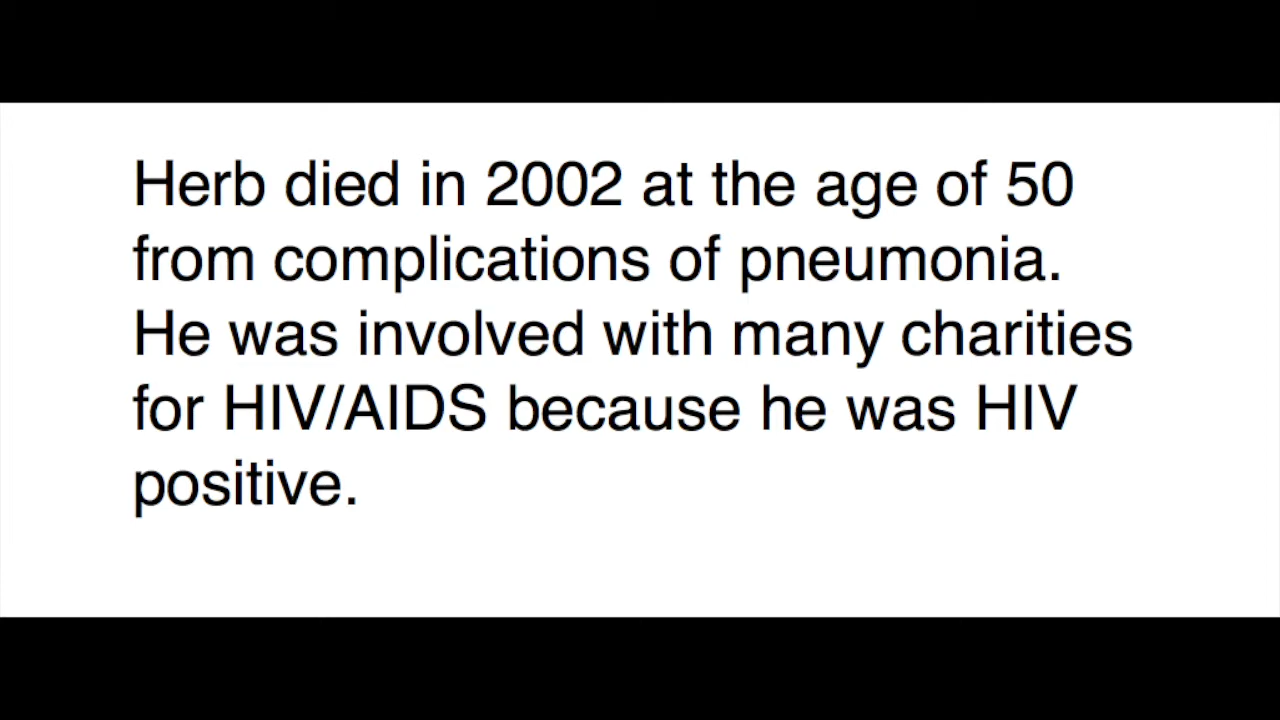 Herb died in 2002 at the age of 50
from complications of pneumonia.
He was involved with many charities
for HIV/AIDS because he was HIV
positive.